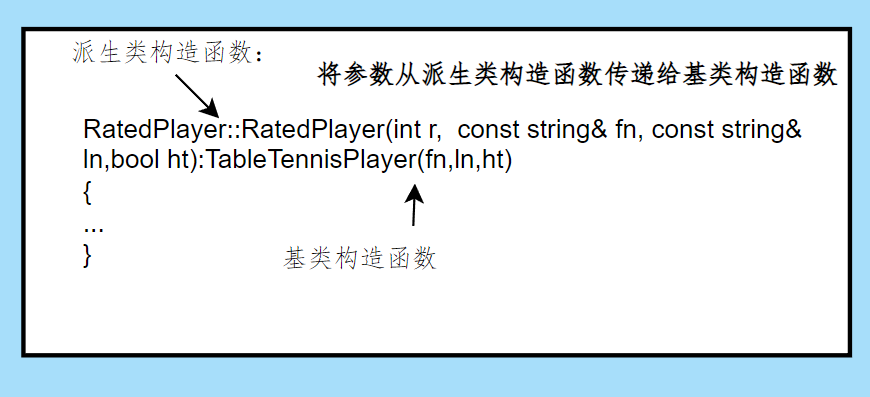 派生类构造函数：
将参数从派生类构造函数传递给基类构造函数
RatedPlayer::RatedPlayer(int r,  const string& fn, const string&
ln,bool ht):TableTennisPlayer(fn,ln,ht)
{
...
}
基类构造函数